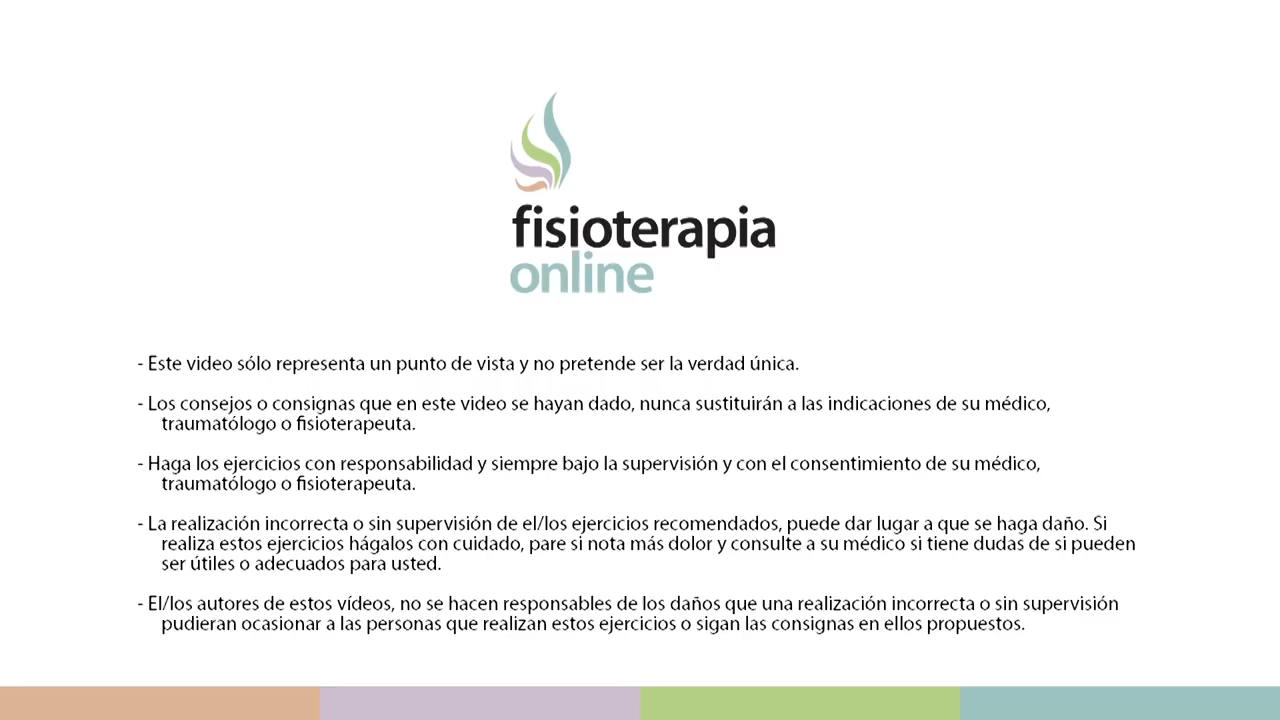 fisioterapia
online
- Este video sólo representa un punto de vista y no pretende ser la verdad única.
- Los consejos o consignas que en este video se hayan dado, nunca sustituirán a las indicaciones de su médico,
traumatólogo o fisioterapeuta.
- Haga los ejercicios con responsabilidad y siempre bajo la supervisión y con el consentimiento de su médico,
traumatólogo o fisioterapeuta.
- La realización incorrecta o sin supervisión de el/los ejercicios recomendados, puede dar lugar a que se haga daño. Si
realiza estos ejercicios hágalos con cuidado, pare si nota más dolor y consulte a su médico si tiene dudas de si pueden
ser útiles o adecuados para usted.
- El/los autores de estos vídeos, no se hacen responsables de los daños que una realización incorrecta o sin supervisión
pudieran ocasionar a las personas que realizan estos ejercicios o sigan las consignas en ellos propuestos.